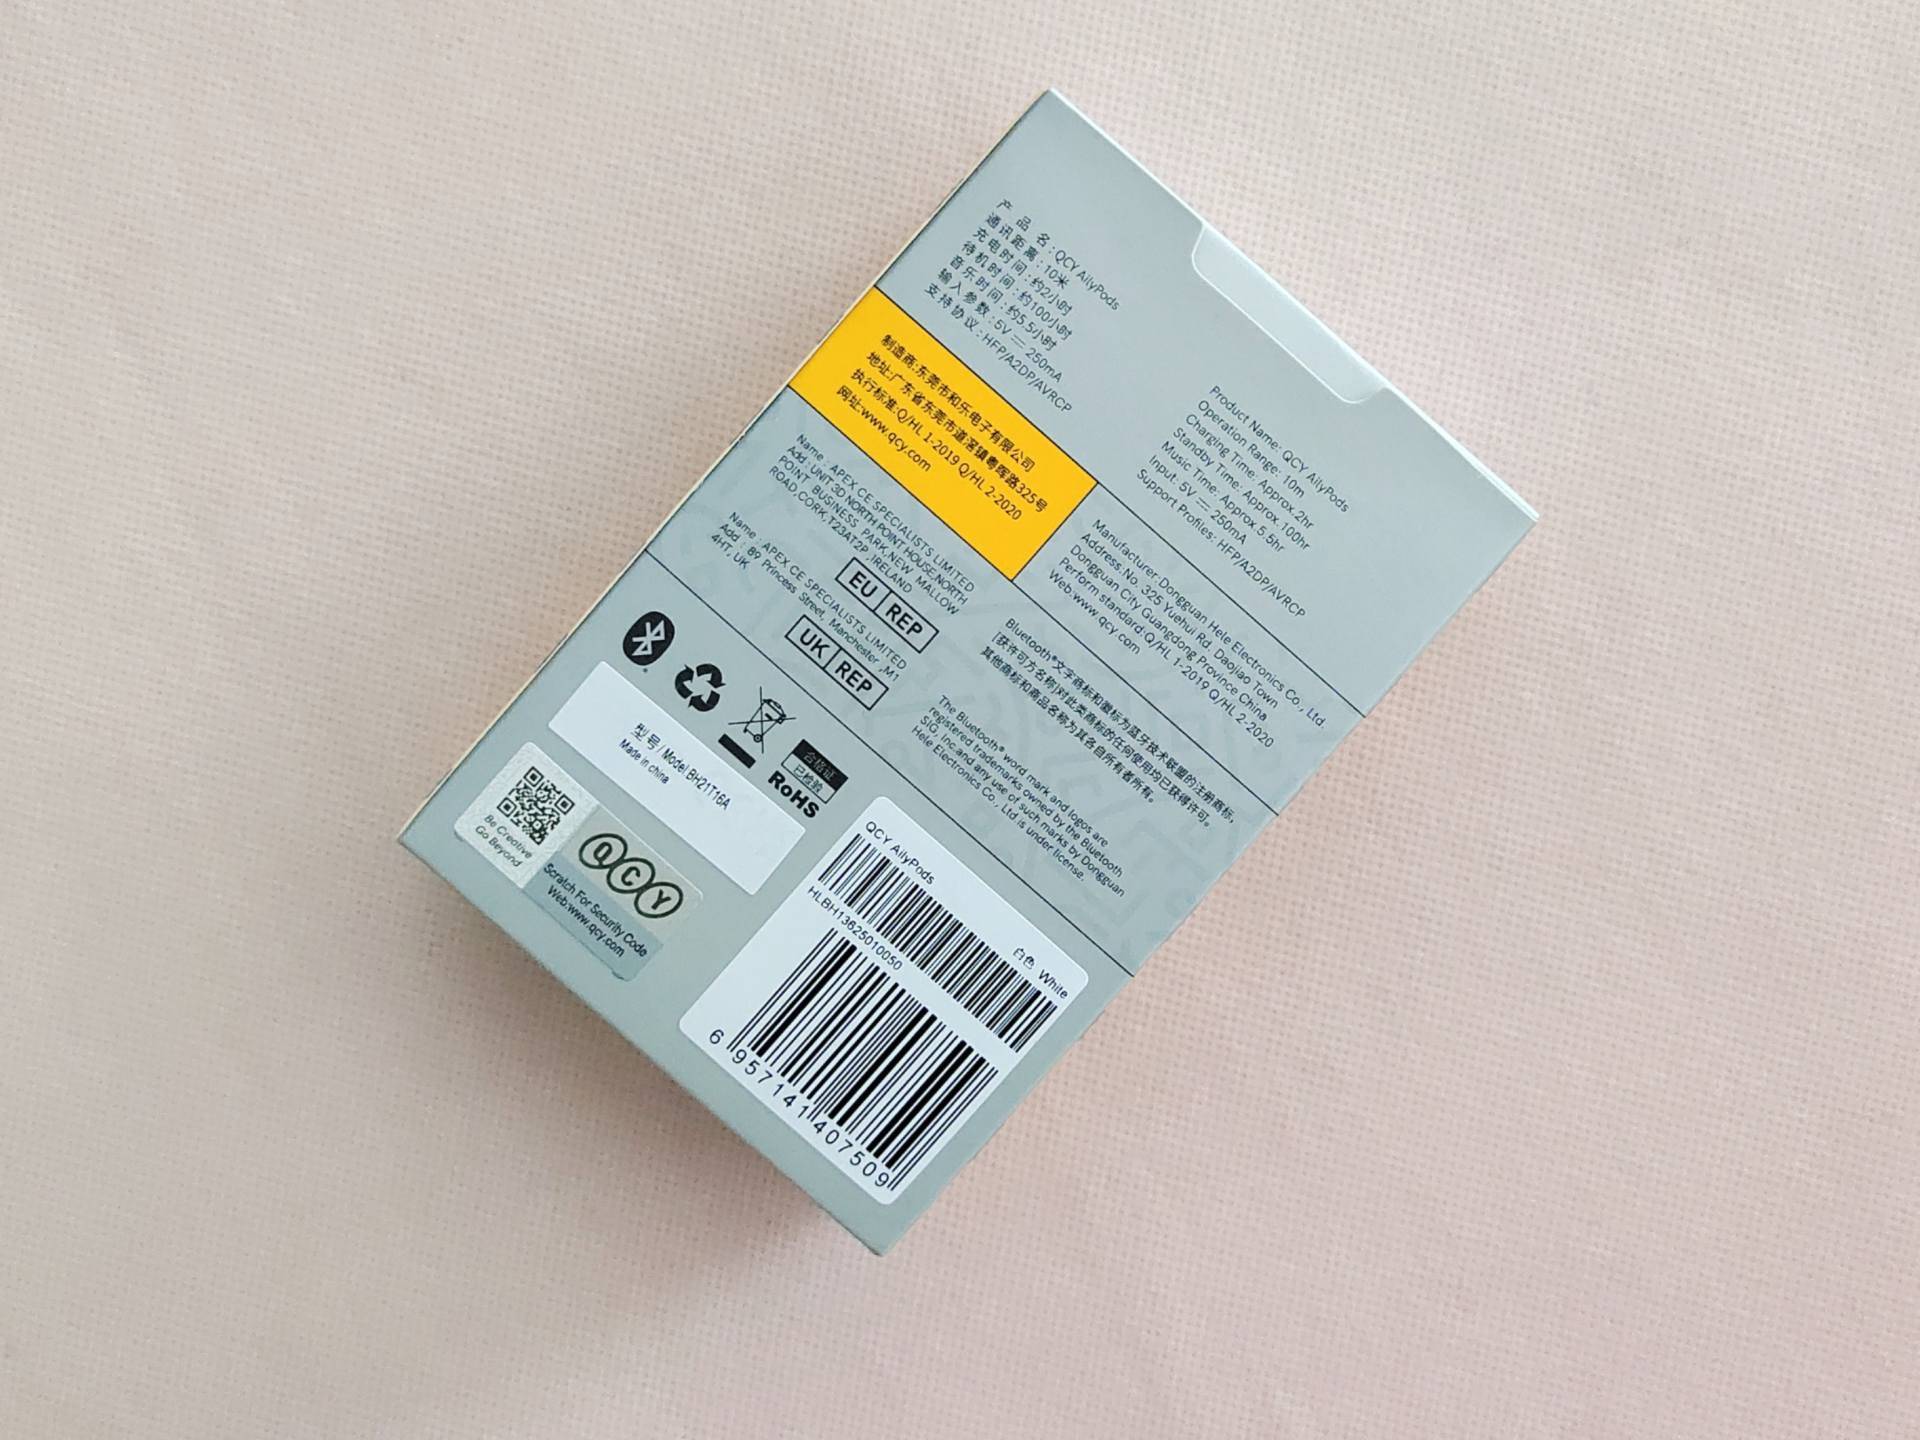 产品名:QCY AilyPods
通讯距离:10米
充电时间:约2小时
待机时间:约100小时
音乐时间:约5.5小时
输入参数:5V ⎓ 250mA
支持协议:HFP/A2DP/AVRCP
Product Name: QCY AilyPods
Operation Range: 10m
Charging Time: Approx.2hr
Standby Time: Approx.100hr
Music Time: Approx.5.5hr
Input: 5V ⎓ 250mA
Support Profiles: HFP/A2DP/AVRCP
制造商:东莞市和乐电子有限公司
地址:广东省东莞市道滘镇粤晖路325号
执行标准:Q/HL 1-2019 Q/HL 2-2020
网址:www.qcy.com
Manufacturer:Dongguan Hele Electronics Co., Ltd.
Address:No. 325 Yuehui Rd, Daojiao Town
Dongguan City Guangdong Province China
Perform standard:Q/HL 1-2019 Q/HL 2-2020
Web:www.qcy.com
Name : APEX CE SPECIALISTS LIMITED
Add : UNIT 3D NORTH POINT HOUSE,NORTH
POINT BUSINESS PARK,NEW MALLOW
ROAD,CORK,T23AT2P ,IRELAND
EU REP
Name : APEX CE SPECIALISTS LIMITED
Add : 89 Princess Street, Manchester ,M1
4HT, UK
UK REP
Bluetooth®文字商标和徽标为蓝牙技术联盟的注册商标,
[获许可方名称]对此类商标的任何使用均已获得许可。
其他商标和商品名称为其各自所有者所有。
The Bluetooth® word mark and logos are
registered trademarks owned by the Bluetooth
SIG, Inc.and any use of such marks by Dongguan
Hele Electronics Co., Ltd is under license.
合格证
已检验
RoHS
型号/Model:BH21T16A
Made in china
Be Creative
Go Beyond
QCY
Scratch For Security Code
Web:www.qcy.com
QCY AilyPods
白色 White
HLBH13625010050
6 957141 407509